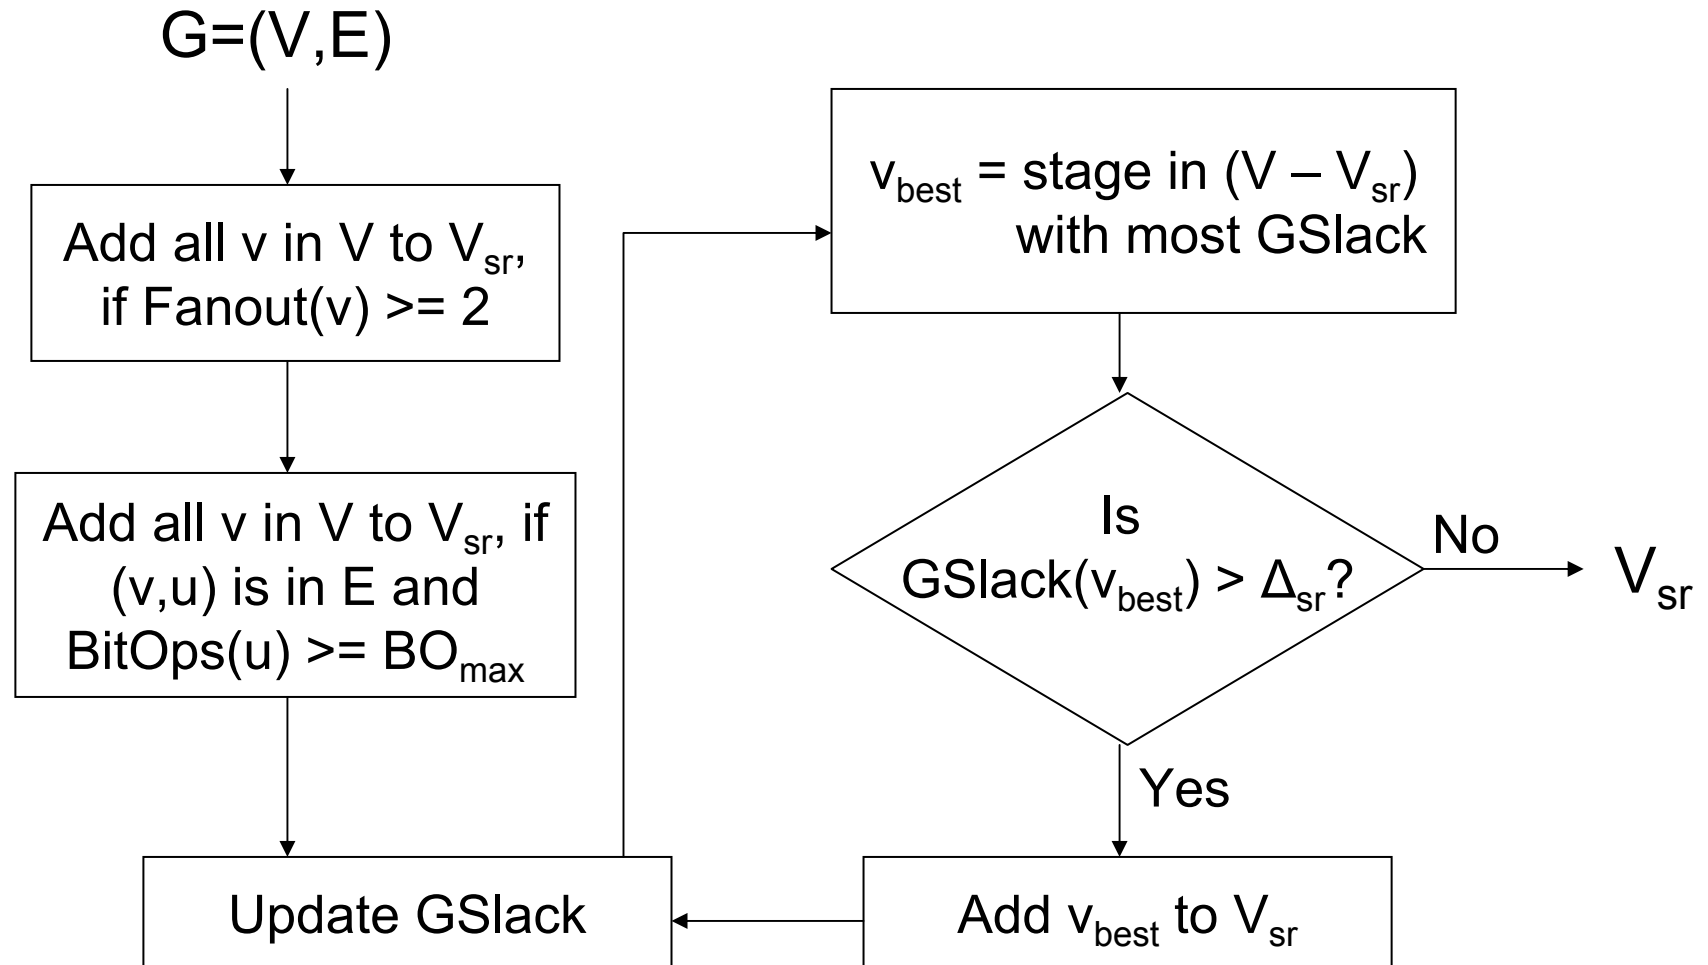 G=(V,E)
Add all v in V to Vsr,
if Fanout(v) >= 2
Add all v in V to Vsr, if
(v,u) is in E and
BitOps(u) >= BOmax
Update GSlack
vbest = stage in (V – Vsr)
with most GSlack
Is
GSlack(vbest) > Δsr?
No
Vsr
Yes
Add vbest to Vsr